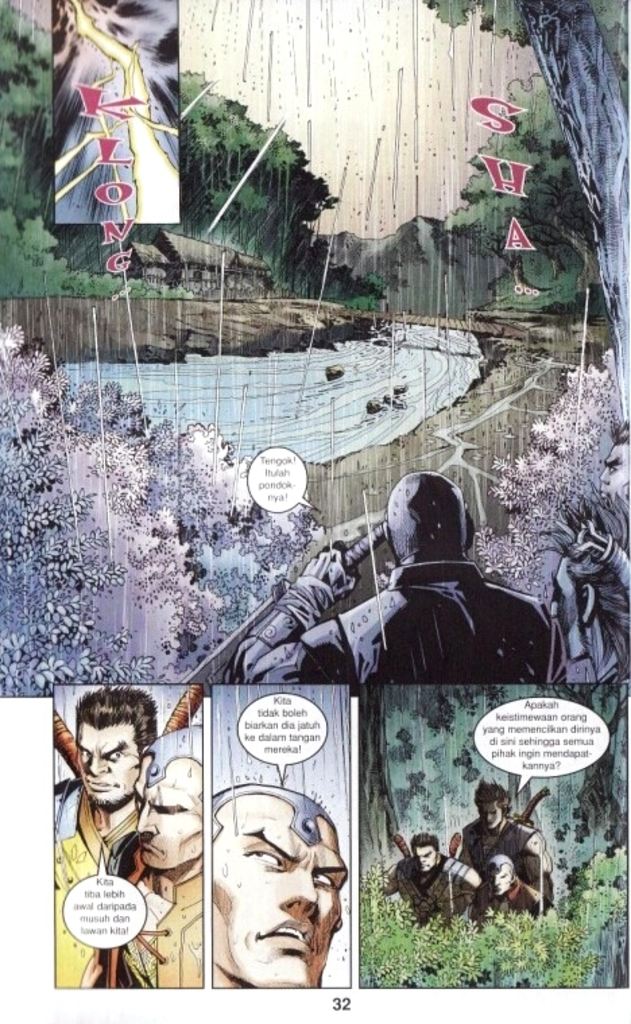 KLONG
SHA
Tengok!
Itulah
pondok-
nya!
Kita
tiba lebih
awal daripada
musuh dan
lawan kita!
Kita
tidak boleh
biarkan dia jatuh
ke dalam tangan
mereka!
Apakah
keistimewaan orang
yang memencilkan dirinya
di sini sehingga semua
pihak ingin mendapat-
kannya?
32